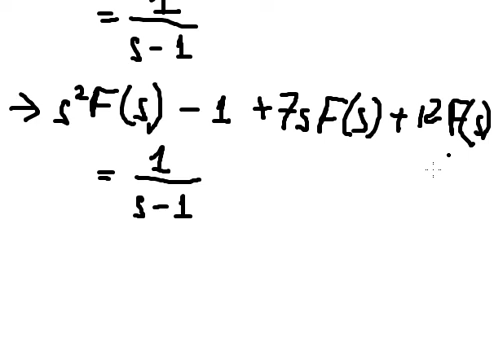 = 1/(s-1)
→ s²F(s) - 1 + 7sF(s) + 12F(s)
= 1/(s-1)